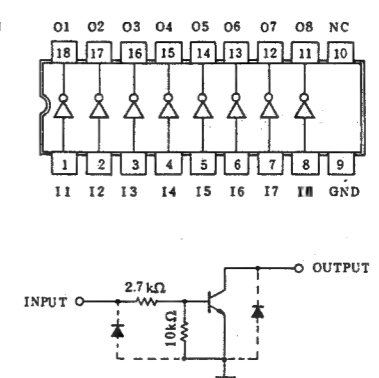 O1 O2 O3 O4 O5 O6 O7 O8 NC
18 17 16 15 14 13 12 11 10
1 2 3 4 5 6 7 8 9
I1 I2 I3 I4 I5 I6 I7 GND
OUTPUT
2.7kΩ
INPUT
10kΩ